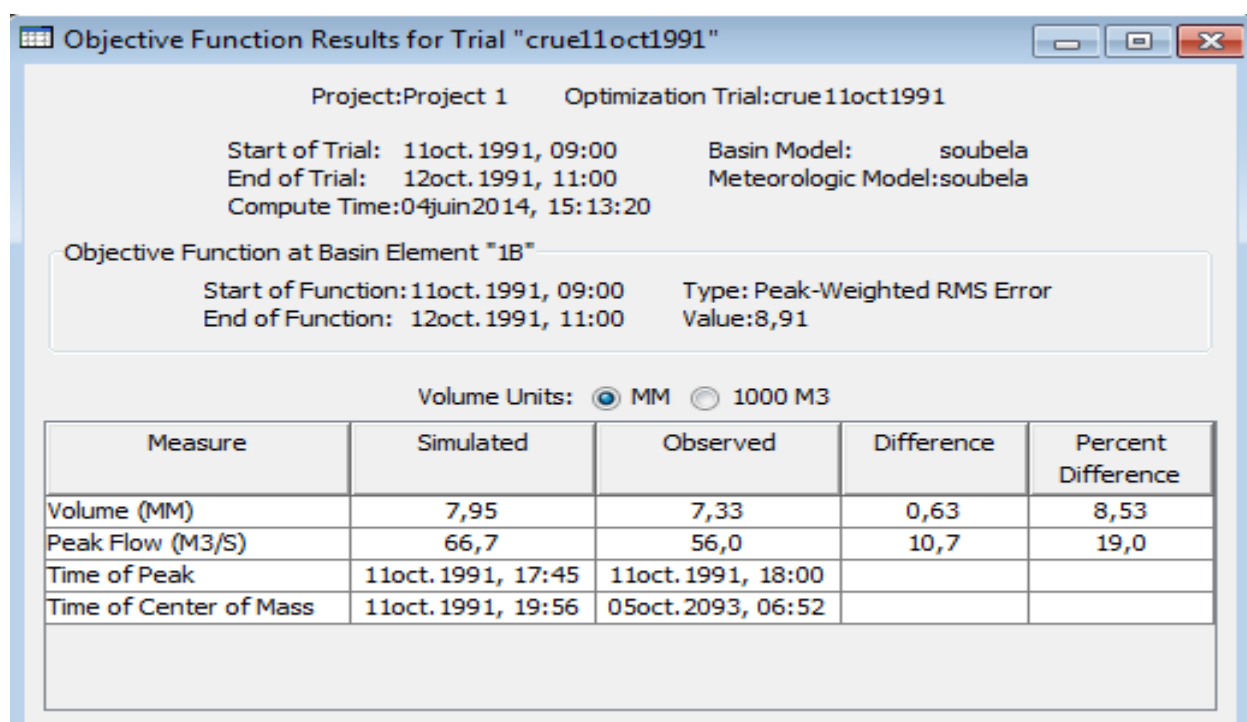 Objective Function Results for Trial "crue11oct1991"
Project:Project 1 Optimization Trial:crue11oct1991
Start of Trial: 11oct.1991, 09:00 Basin Model: soubela
End of Trial: 12oct.1991, 11:00 Meteorologic Model:soubela
Compute Time:04juin2014, 15:13:20
Objective Function at Basin Element "1B"
Start of Function:11oct.1991, 09:00 Type: Peak-Weighted RMS Error
End of Function: 12oct.1991, 11:00 Value:8,91
Volume Units: MM 1000 M3
Measure Simulated Observed Difference Percent Difference
Volume (MM) 7,95 7,33 0,63 8,53
Peak Flow (M3/S) 66,7 56,0 10,7 19,0
Time of Peak 11oct.1991, 17:45 11oct.1991, 18:00
Time of Center of Mass 11oct.1991, 19:56 05oct.2093, 06:52